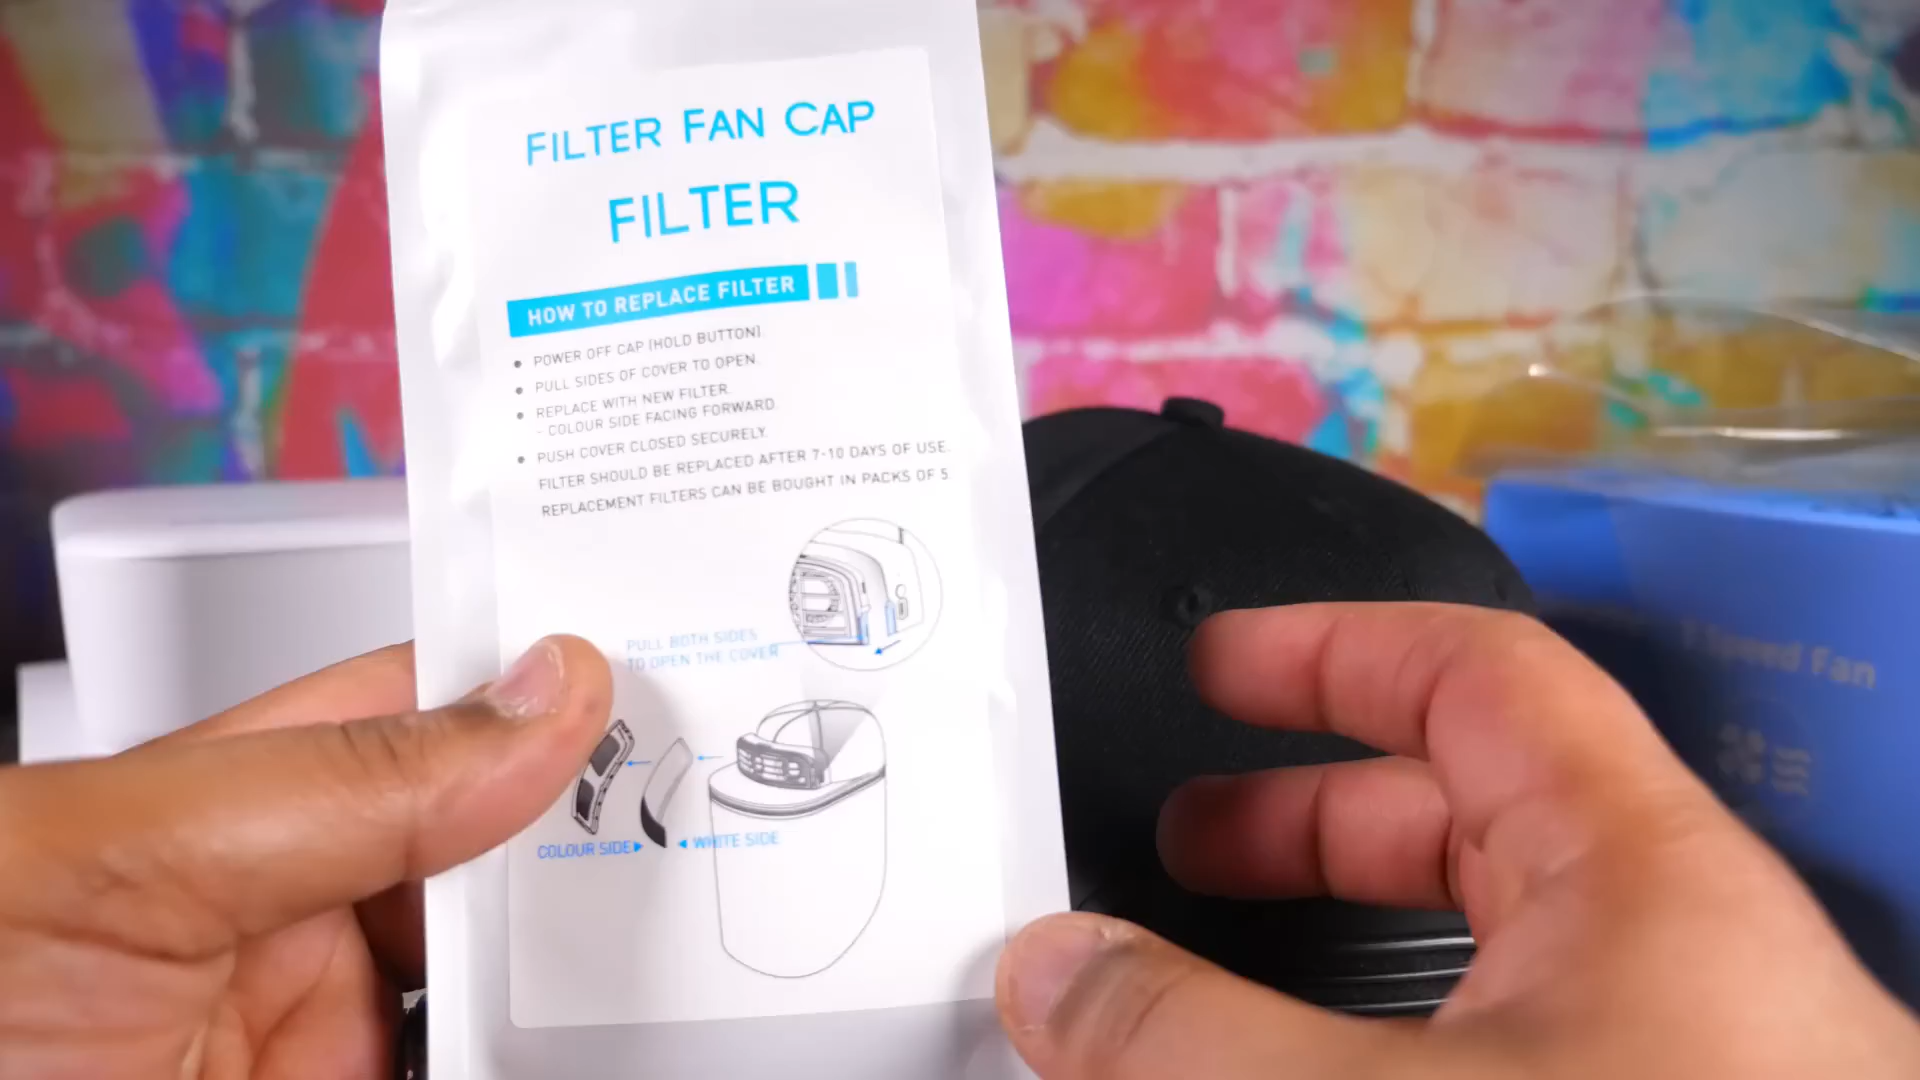 FILTER FAN CAP
FILTER
HOW TO REPLACE FILTER
• POWER OFF CAP (HOLD BUTTON).
• PULL SIDES OF COVER TO OPEN.
• REPLACE WITH NEW FILTER.
- COLOUR SIDE FACING FORWARD.
• PUSH COVER CLOSED SECURELY.
FILTER SHOULD BE REPLACED AFTER 7-10 DAYS OF USE.
REPLACEMENT FILTERS CAN BE BOUGHT IN PACKS OF 5.
PULL BOTH SIDES
TO OPEN THE COVER
COLOUR SIDE
WHITE SIDE
Speed Fan